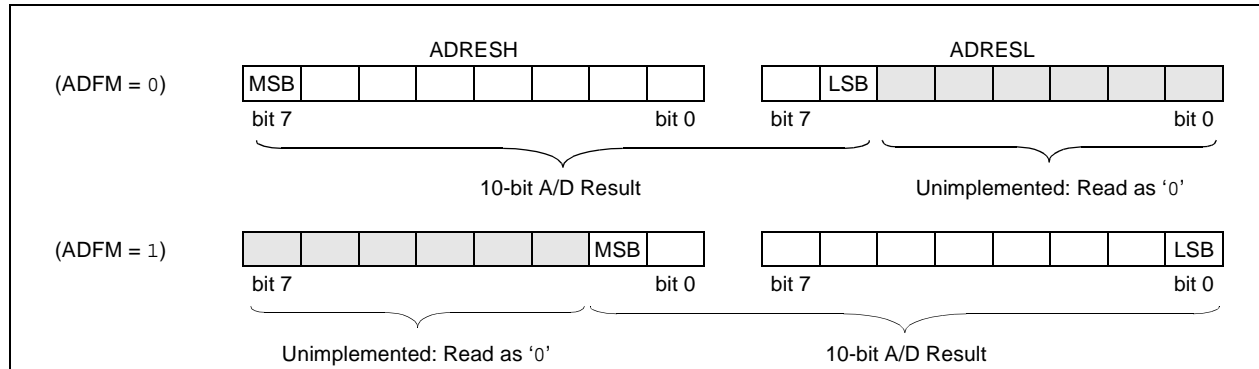 ADRESH ADRESL
(ADFM = 0) MSB LSB
bit 7 bit 0 bit 7 bit 0
10-bit A/D Result Unimplemented: Read as ‘0’
(ADFM = 1) MSB LSB
bit 7 bit 0 bit 7 bit 0
Unimplemented: Read as ‘0’ 10-bit A/D Result